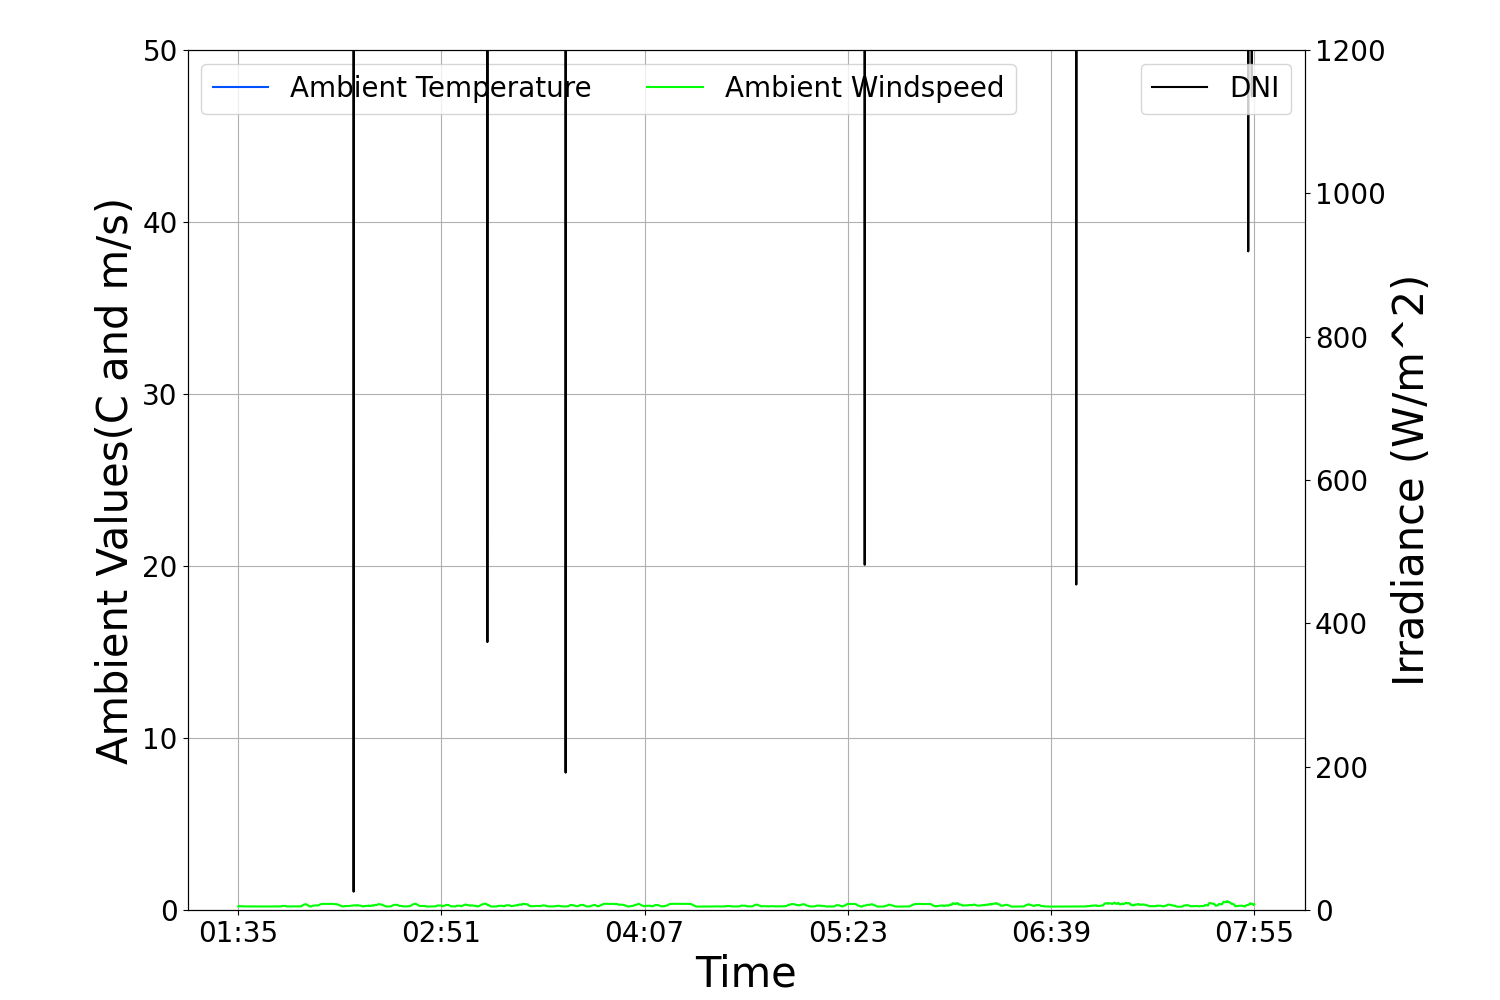 Ambient Temperature
Ambient Windspeed
DNI
Ambient Values(C and m/s)
50
40
30
20
10
0
1200
1000
800
600
400
200
0
Irradiance (W/m^2)
01:35 02:51 04:07 05:23 06:39 07:55
Time